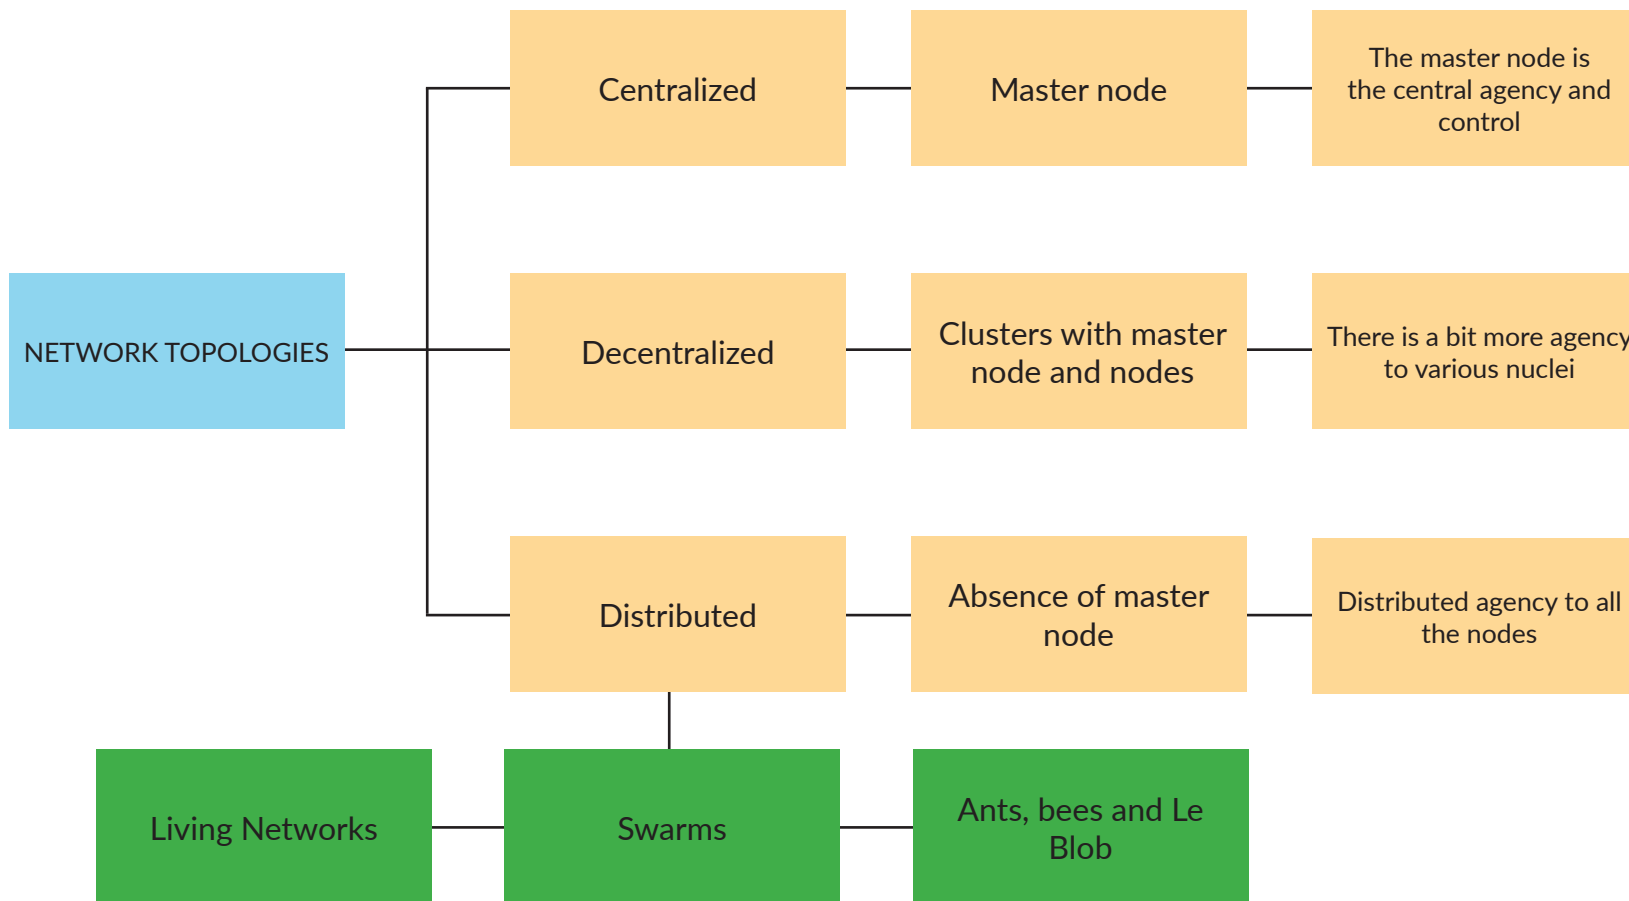 Centralized
Master node
The master node is
the central agency and
control
NETWORK TOPOLOGIES
Decentralized
Clusters with master
node and nodes
There is a bit more agency
to various nuclei
Distributed
Absence of master
node
Distributed agency to all
the nodes
Living Networks
Swarms
Ants, bees and Le
Blob